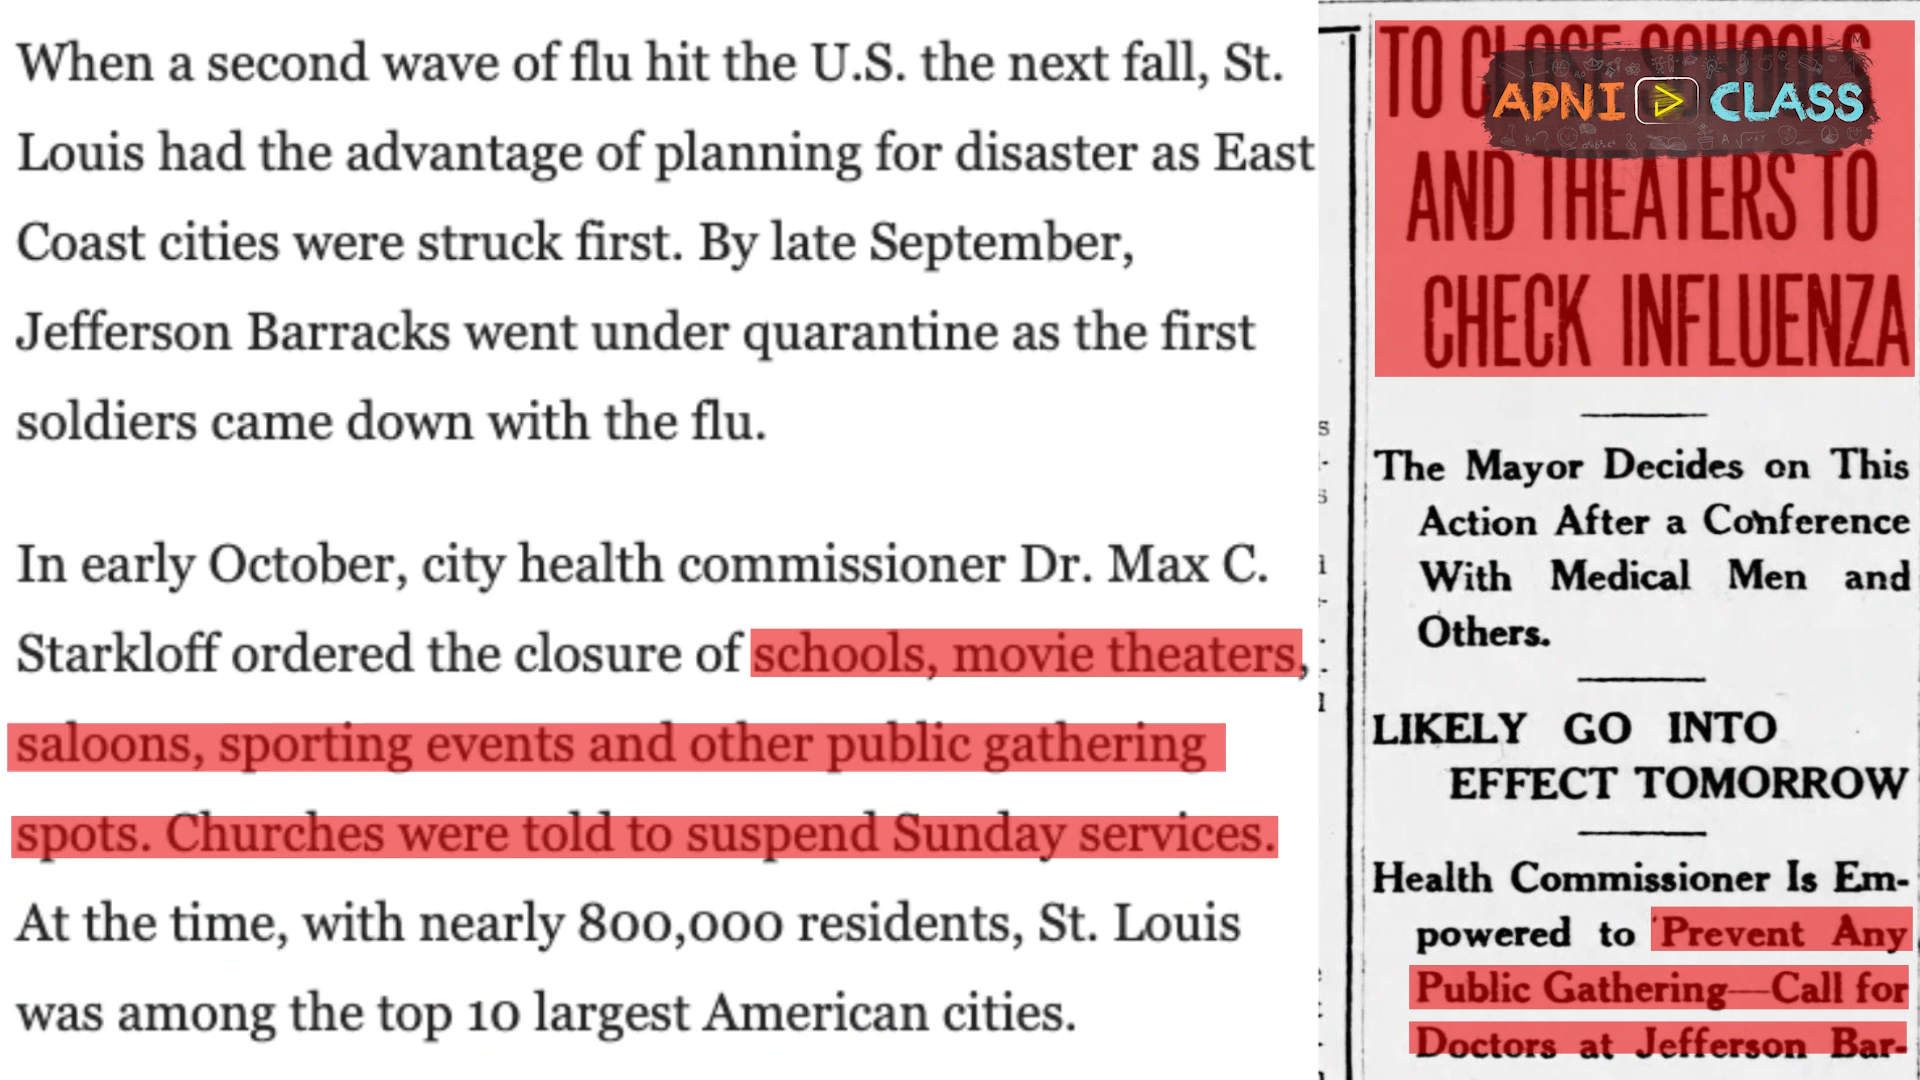 When a second wave of flu hit the U.S. the next fall, St.
Louis had the advantage of planning for disaster as East
Coast cities were struck first. By late September,
Jefferson Barracks went under quarantine as the first
soldiers came down with the flu.
In early October, city health commissioner Dr. Max C.
Starkloff ordered the closure of schools, movie theaters,
saloons, sporting events and other public gathering
spots. Churches were told to suspend Sunday services.
At the time, with nearly 800,000 residents, St. Louis
was among the top 10 largest American cities.
TO CLOSE SCHOOLS
APNI CLASS
AND THEATERS TO
CHECK INFLUENZA
The Mayor Decides on This
Action After a Conference
With Medical Men and
Others.
LIKELY GO INTO
EFFECT TOMORROW
Health Commissioner Is Em-
powered to Prevent Any
Public Gathering—Call for
Doctors at Jefferson Bar-